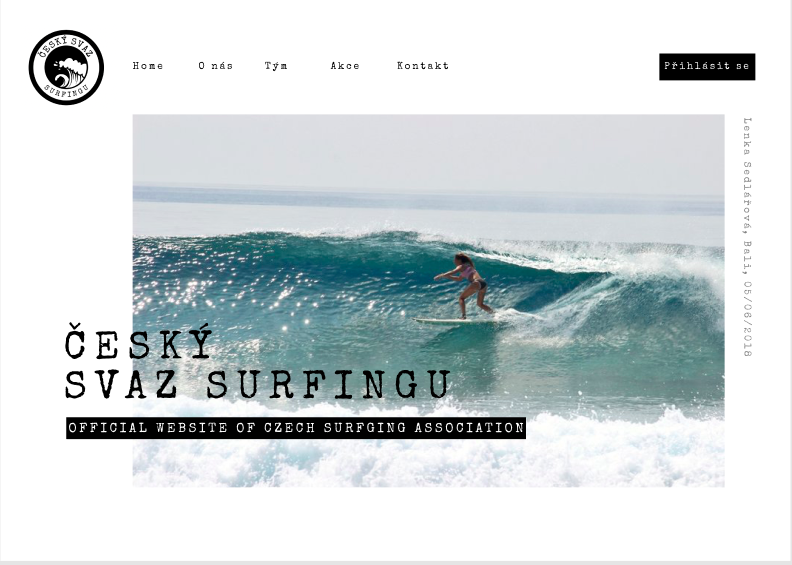 ČESKÝ SVAZ
SURFINGU
Home O nás Tým Akce Kontakt
Přihlásit se
Lenka Sedlářová, Bali, 05/06/2018
ČESKÝ
SVAZ SURFINGU
OFFICIAL WEBSITE OF CZECH SURFGING ASSOCIATION